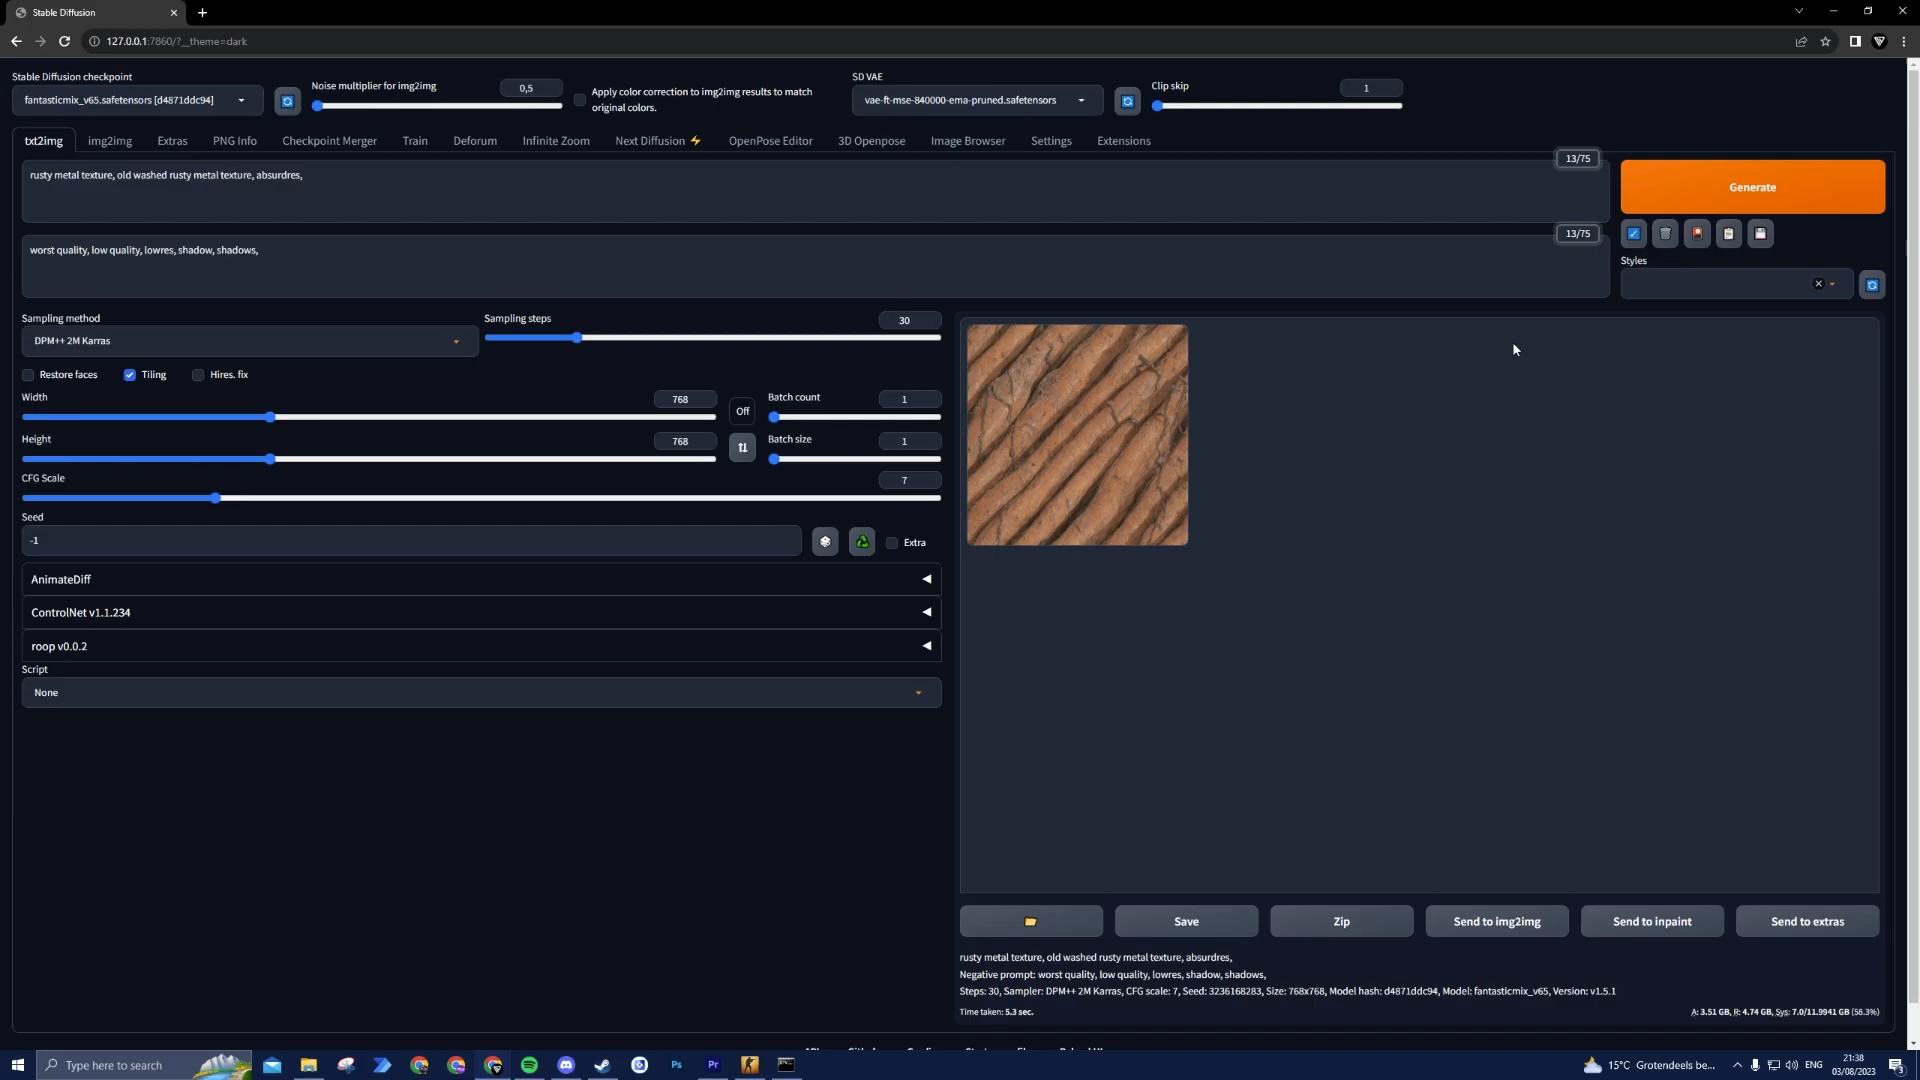 Stable Diffusion
127.0.0.1:7860/?__theme=dark
Stable Diffusion checkpoint
fantasticmix_v65.safetensors [d4871ddc94]
Noise multiplier for img2img
0,5
Apply color correction to img2img results to match
original colors.
SD VAE
vae-ft-mse-840000-ema-pruned.safetensors
Clip skip
1
txt2img
img2img
Extras
PNG Info
Checkpoint Merger
Train
Deforum
Infinite Zoom
Next Diffusion ⚡
OpenPose Editor
3D Openpose
Image Browser
Settings
Extensions
13/75
rusty metal texture, old washed rusty metal texture, absurdres,
Generate
13/75
worst quality, low quality, lowres, shadow, shadows,
Styles
Sampling method
DPM++ 2M Karras
Sampling steps
30
Restore faces
Tiling
Hires. fix
Width
768
Off
Batch count
1
Height
768
Batch size
1
CFG Scale
7
Seed
-1
Extra
AnimateDiff
ControlNet v1.1.234
roop v0.0.2
Script
None
Save
Zip
Send to img2img
Send to inpaint
Send to extras
rusty metal texture, old washed rusty metal texture, absurdres,
Negative prompt: worst quality, low quality, lowres, shadow, shadows,
Steps: 30, Sampler: DPM++ 2M Karras, CFG scale: 7, Seed: 3236168283, Size: 768x768, Model hash: d4871ddc94, Model: fantasticmix_v65, Version: v1.5.1
Time taken: 5.3 sec.
A: 3.51 GB, R: 4.74 GB, Sys: 7.0/11.9941 GB (58.3%)
Type here to search
Ps
Pr
15°C Grotendeels be...
ENG
21:38
03/08/2023
3